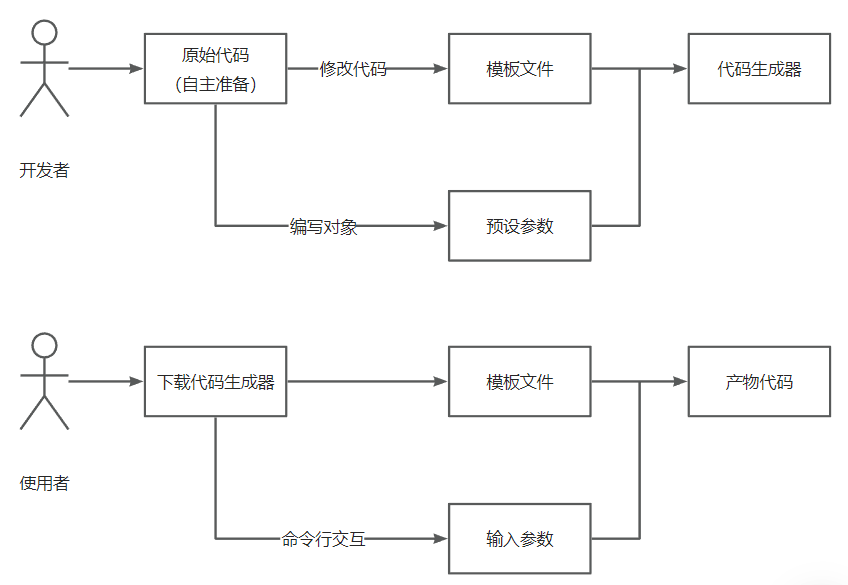 原始代码
（自主准备）
修改代码
模板文件
代码生成器
开发者
编写对象
预设参数
下载代码生成器
模板文件
产物代码
使用者
命令行交互
输入参数